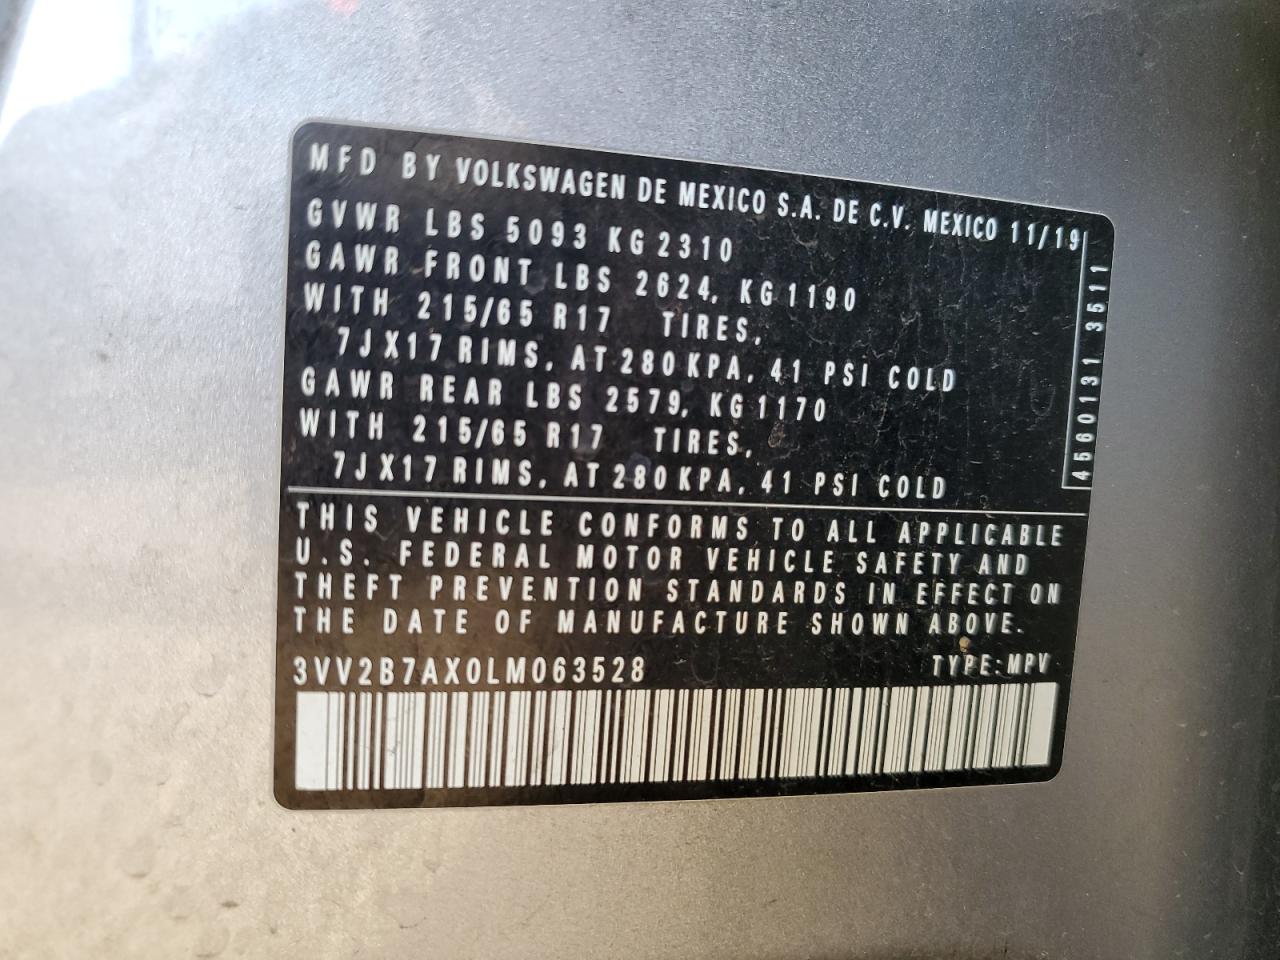 MFD BY VOLKSWAGEN DE MEXICO S.A. DE C.V. MEXICO 11/19
GVWR LBS 5093 KG 2310
GAWR FRONT LBS 2624, KG 1190
WITH 215/65 R17 TIRES,
7JX17 RIMS, AT 280 KPA, 41 PSI COLD
GAWR REAR LBS 2579, KG 1170
WITH 215/65 R17 TIRES,
7JX17 RIMS, AT 280 KPA, 41 PSI COLD
4560131 3511
THIS VEHICLE CONFORMS TO ALL APPLICABLE
U.S. FEDERAL MOTOR VEHICLE SAFETY AND
THEFT PREVENTION STANDARDS IN EFFECT ON
THE DATE OF MANUFACTURE SHOWN ABOVE.
3VV2B7AX0LM063528 TYPE:MPV